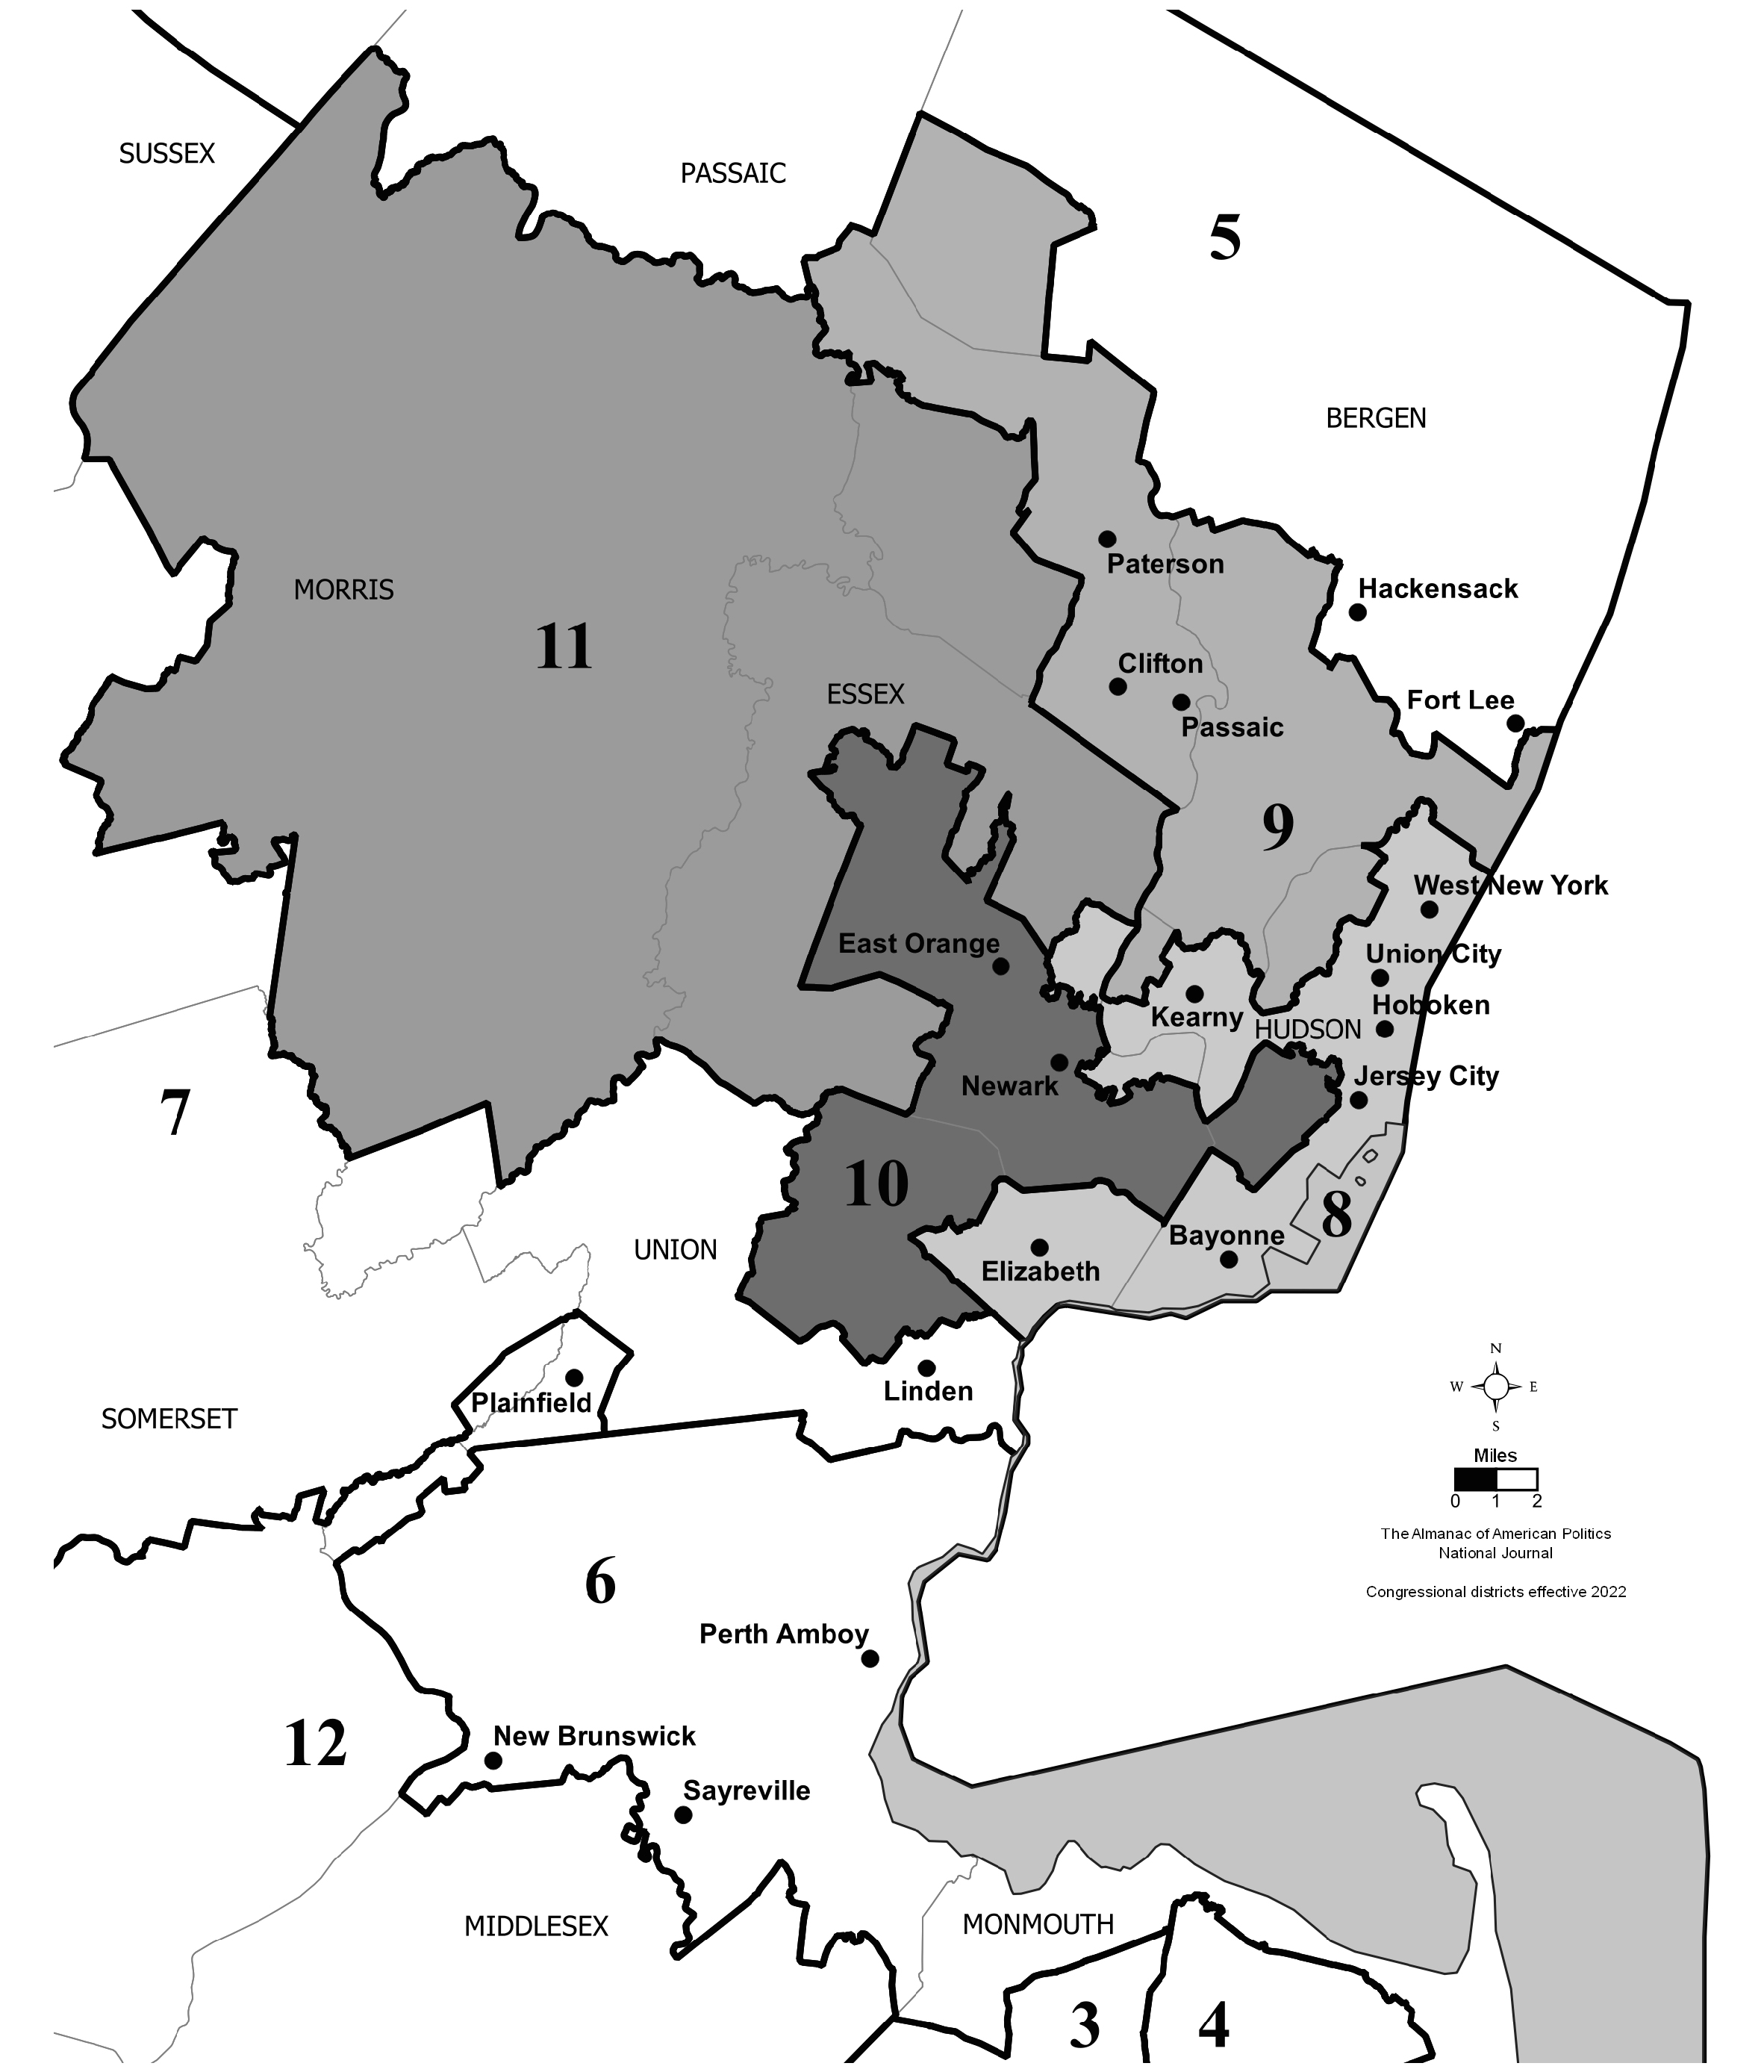 SUSSEX
PASSAIC
5
BERGEN
MORRIS
Paterson
Hackensack
11
Clifton
ESSEX
Fort Lee
Passaic
9
West New York
East Orange
Union City
Kearny
Hoboken
HUDSON
7
Newark
Jersey City
10
8
UNION
Bayonne
Elizabeth
N
W
E
S
Linden
Plainfield
SOMERSET
Miles
0 1 2
The Almanac of American Politics
National Journal
6
Congressional districts effective 2022
Perth Amboy
12
New Brunswick
Sayreville
MIDDLESEX
MONMOUTH
3
4